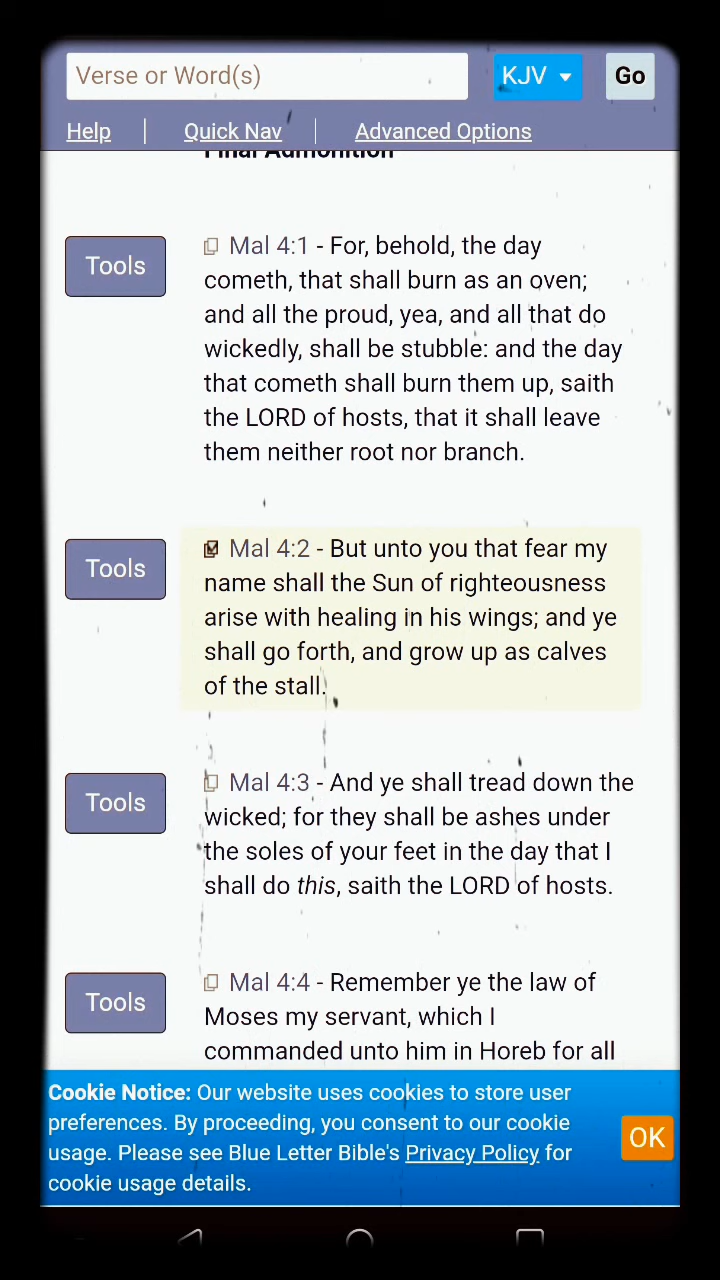 Verse or Word(s) KJV Go
Help Quick Nav Advanced Options
Final Admonition
Tools
Mal 4:1 - For, behold, the day
cometh, that shall burn as an oven;
and all the proud, yea, and all that do
wickedly, shall be stubble: and the day
that cometh shall burn them up, saith
the LORD of hosts, that it shall leave
them neither root nor branch.
Tools
Mal 4:2 - But unto you that fear my
name shall the Sun of righteousness
arise with healing in his wings; and ye
shall go forth, and grow up as calves
of the stall.
Tools
Mal 4:3 - And ye shall tread down the
wicked; for they shall be ashes under
the soles of your feet in the day that I
shall do this, saith the LORD of hosts.
Tools
Mal 4:4 - Remember ye the law of
Moses my servant, which I
commanded unto him in Horeb for all
Cookie Notice: Our website uses cookies to store user
preferences. By proceeding, you consent to our cookie
usage. Please see Blue Letter Bible's Privacy Policy for
cookie usage details.
OK